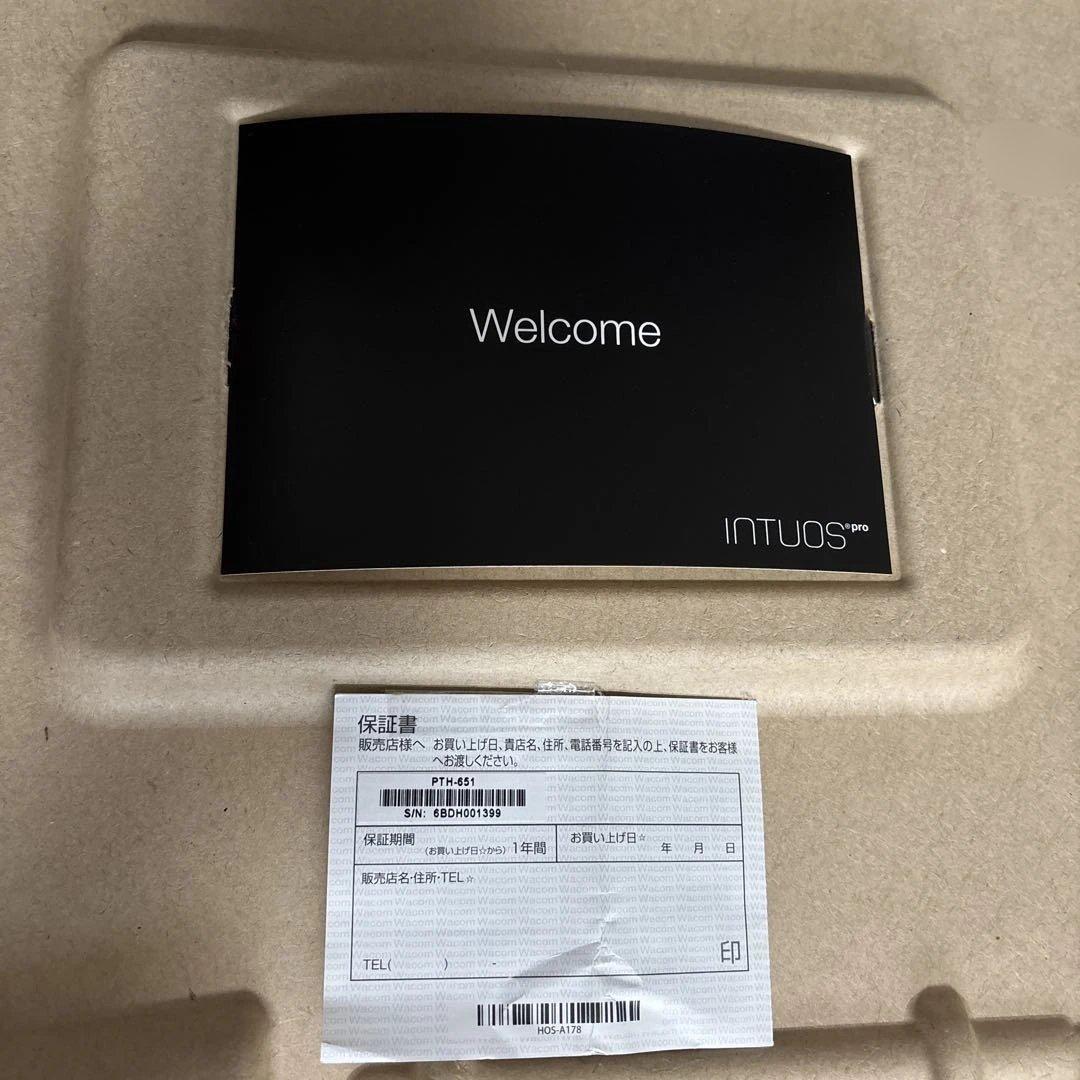 Welcome
INTUOS®pro
保証書
販売店様へ お買い上げ日、貴店名、住所、電話番号を記入の上、保証書をお客様
へお渡しください。
PTH-651
S/N: 6BDH001399
保証期間 (お買い上げ日☆から) 1年間
お買い上げ日☆ 年 月 日
販売店名・住所・TEL☆
TEL( ) -
印
HOS-A178